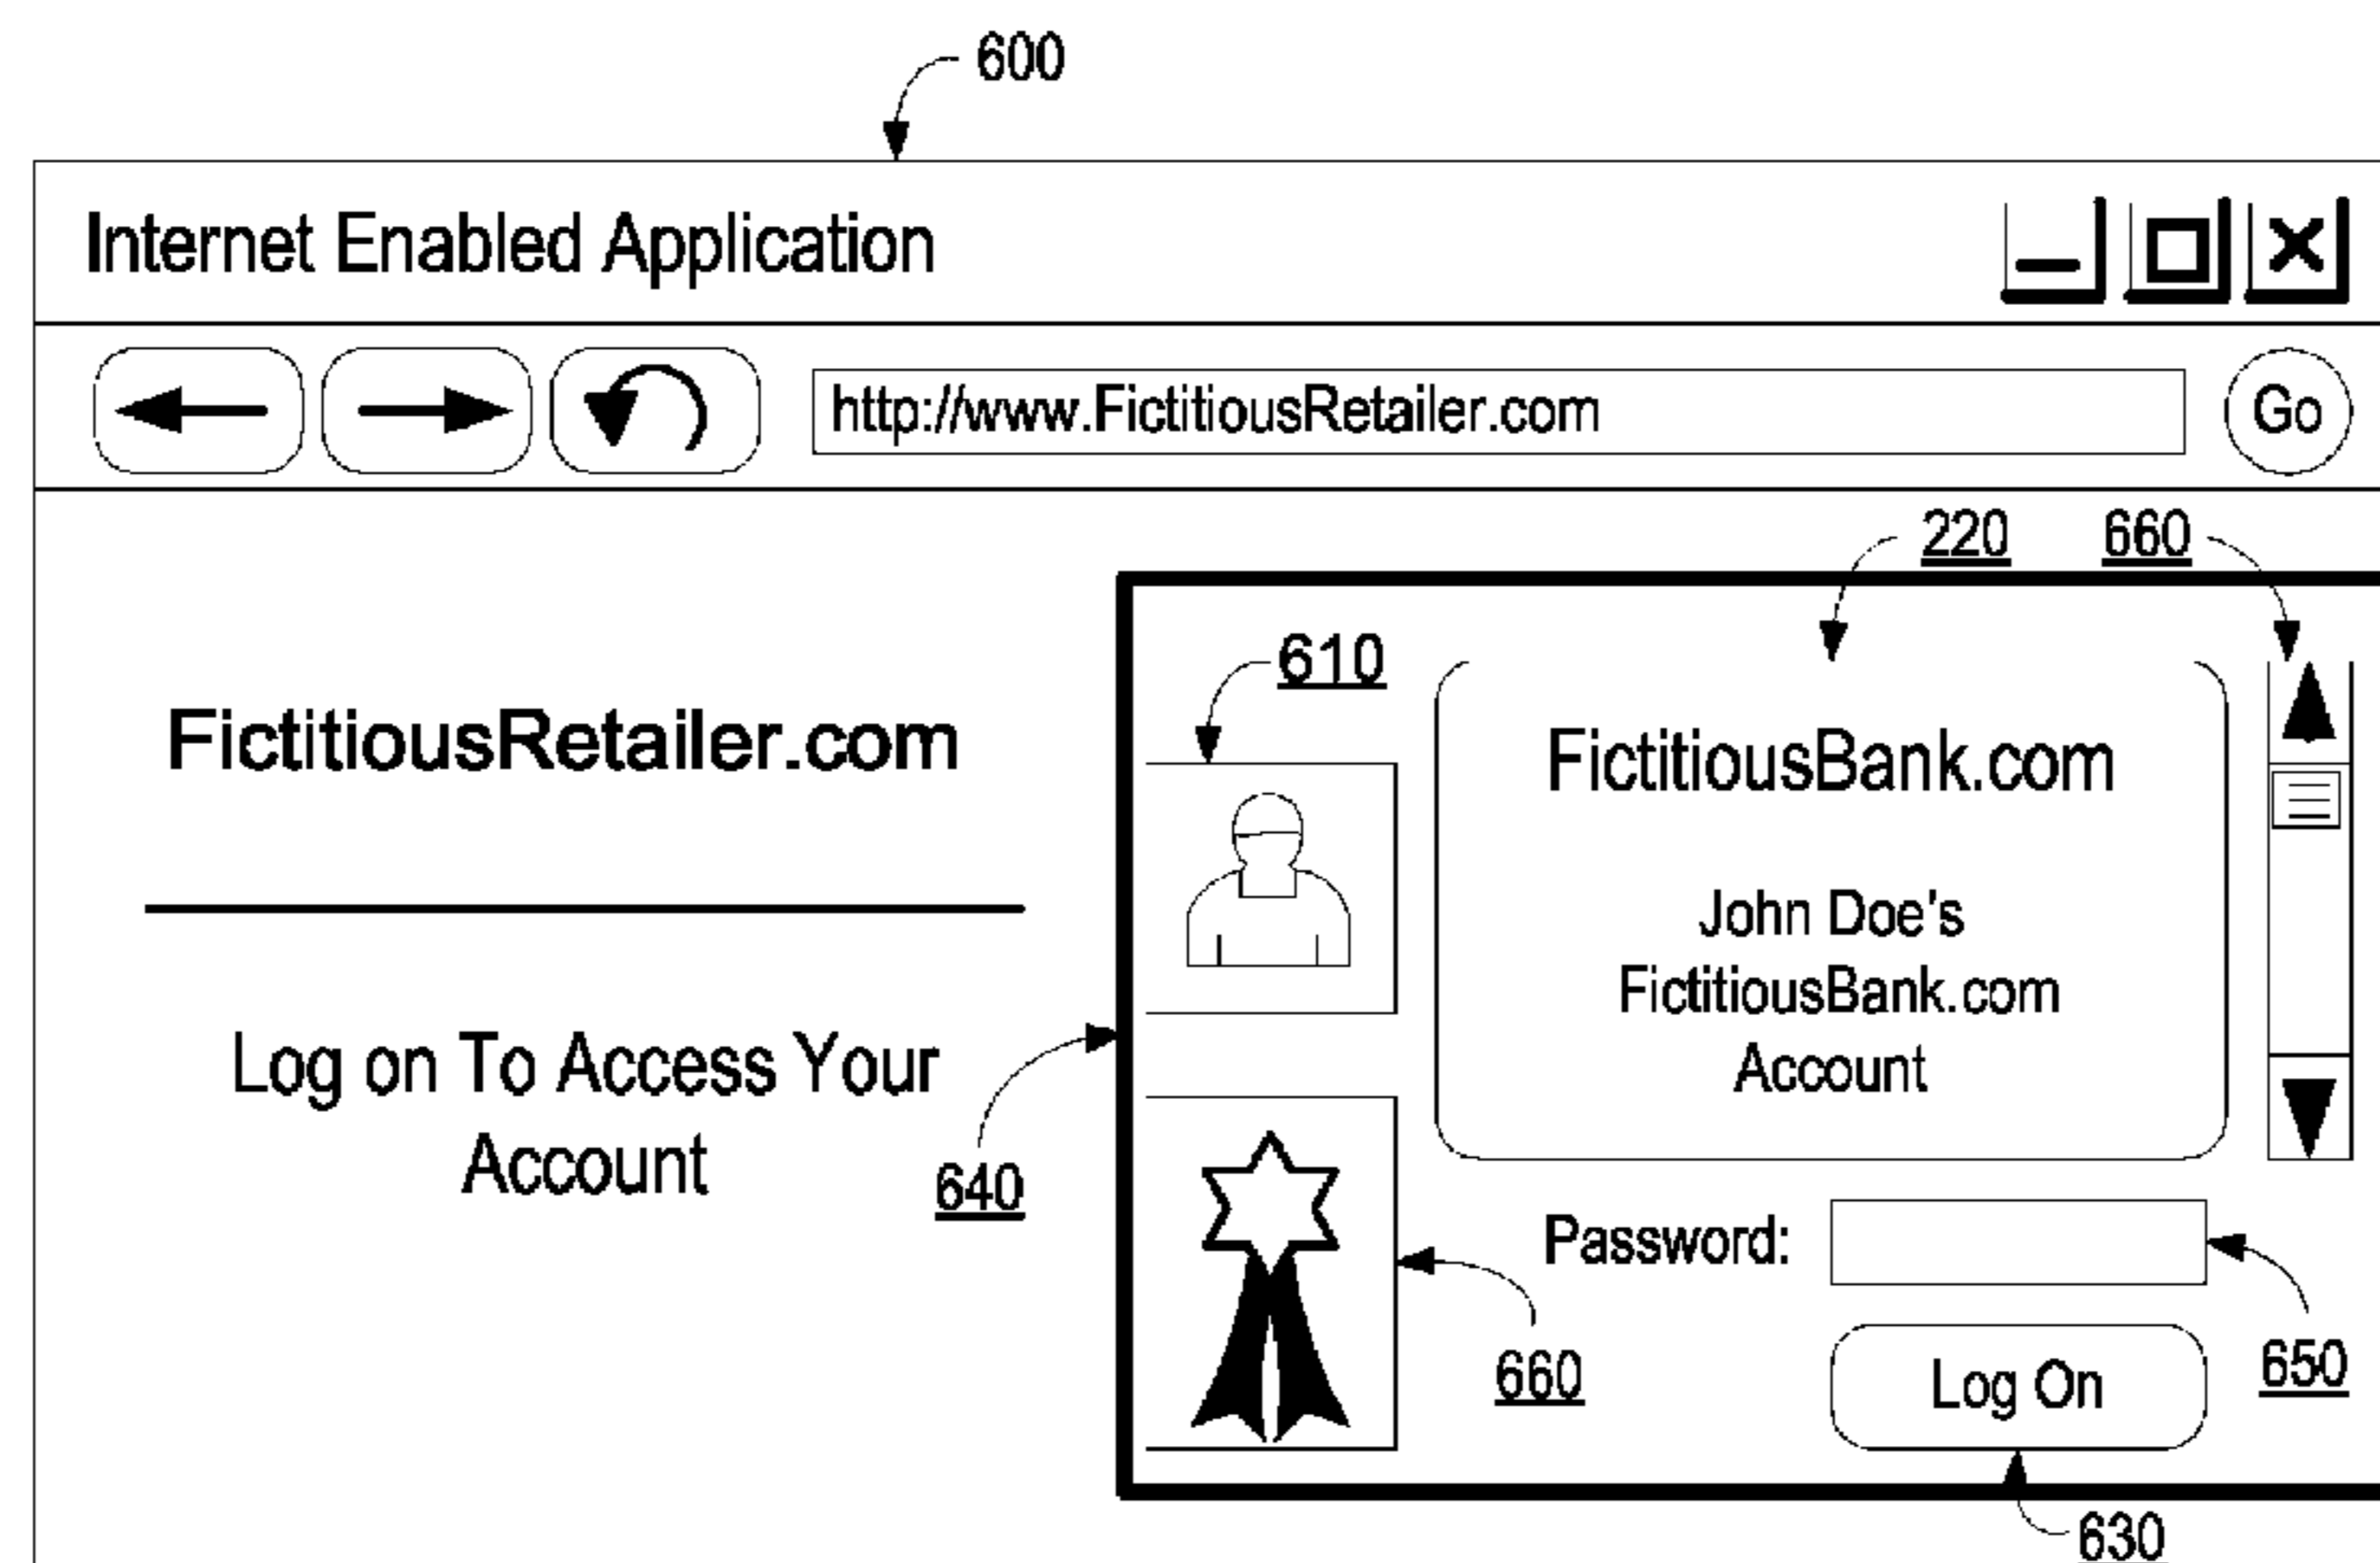 600
Internet Enabled Application
http://www.FictitiousRetailer.com
Go
220
660
610
FictitiousRetailer.com
Log on To Access Your
Account
640
FictitiousBank.com
John Doe's
FictitiousBank.com
Account
Password:
660
650
Log On
630